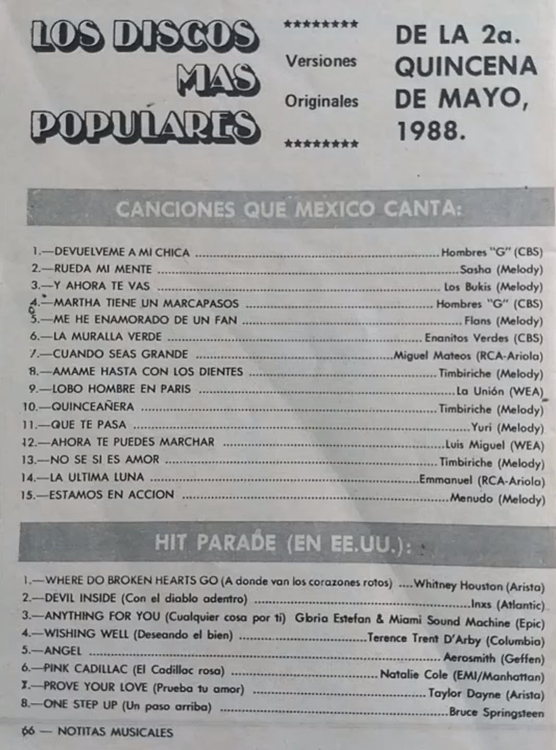 LOS DISCOS
MAS
POPULARES
********
Versiones
Originales
********
DE LA 2a.
QUINCENA
DE MAYO,
1988.
CANCIONES QUE MEXICO CANTA:
1.—DEVUELVEME A MI CHICA ........ Hombres "G" (CBS)
2.—RUEDA MI MENTE ........ Sasha (Melody)
3.—Y AHORA TE VAS ........ Los Bukis (Melody)
4.—MARTHA TIENE UN MARCAPASOS ........ Hombres "G" (CBS)
5.—ME HE ENAMORADO DE UN FAN ........ Flans (Melody)
6.—LA MURALLA VERDE ........ Enanitos Verdes (CBS)
7.—CUANDO SEAS GRANDE ........ Miguel Mateos (RCA-Ariola)
8.—AMAME HASTA CON LOS DIENTES ........ Timbiriche (Melody)
9.—LOBO HOMBRE EN PARIS ........ La Unión (WEA)
10.—QUINCEAÑERA ........ Timbiriche (Melody)
11.—QUE TE PASA ........ Yuri (Melody)
12.—AHORA TE PUEDES MARCHAR ........ Luis Miguel (WEA)
13.—NO SE SI ES AMOR ........ Timbiriche (Melody)
14.—LA ULTIMA LUNA ........ Emmanuel (RCA-Ariola)
15.—ESTAMOS EN ACCION ........ Menudo (Melody)
HIT PARADE (EN EE.UU.):
1.—WHERE DO BROKEN HEARTS GO (A donde van los corazones rotos) .... Whitney Houston (Arista)
2.—DEVIL INSIDE (Con el diablo adentro) ........ Inxs (Atlantic)
3.—ANYTHING FOR YOU (Cualquier cosa por ti) Gloria Estefan & Miami Sound Machine (Epic)
4.—WISHING WELL (Deseando el bien) ........ Terence Trent D'Arby (Columbia)
5.—ANGEL ........ Aerosmith (Geffen)
6.—PINK CADILLAC (El Cadillac rosa) ........ Natalie Cole (EMI/Manhattan)
7.—PROVE YOUR LOVE (Prueba tu amor) ........ Taylor Dayne (Arista)
8.—ONE STEP UP (Un paso arriba) ........ Bruce Springsteen
66 — NOTITAS MUSICALES